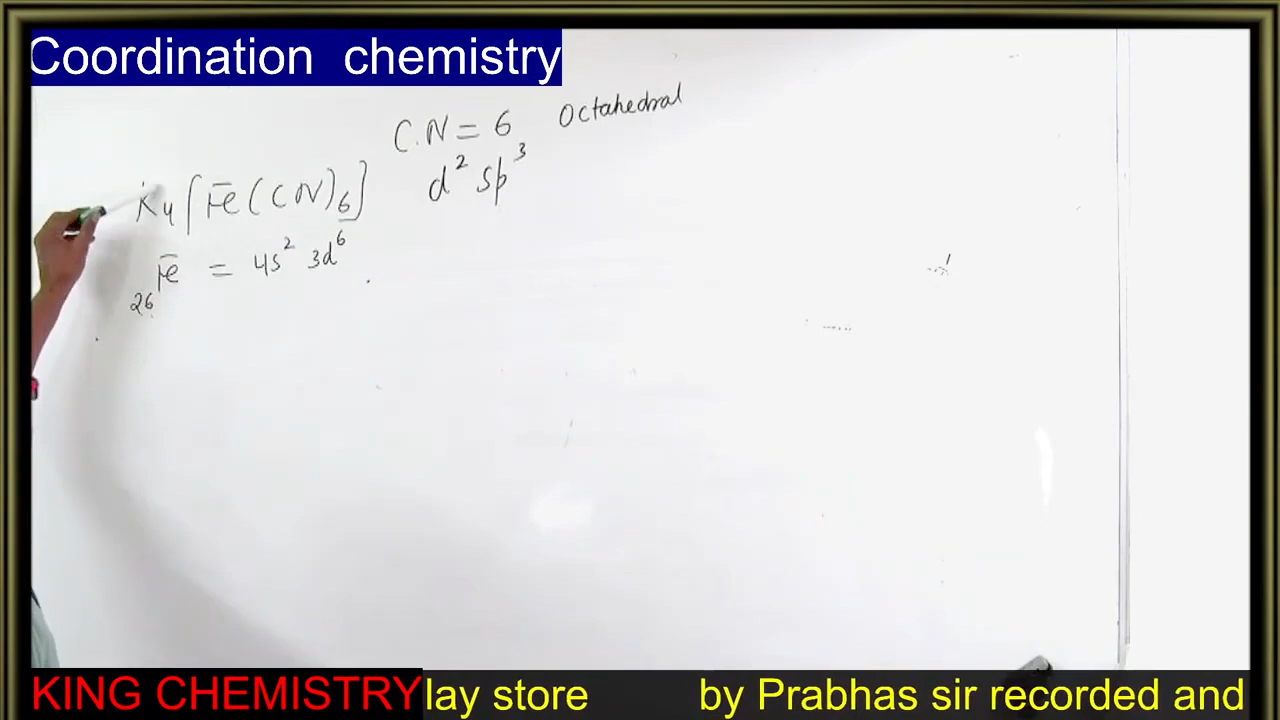 Coordination chemistry
C.N = 6 Octahedral
d² sp³
K₄[Fe(CN)₆]
₂₆Fe = 4s² 3d⁶
KING CHEMISTRY lay store by Prabhas sir recorded and